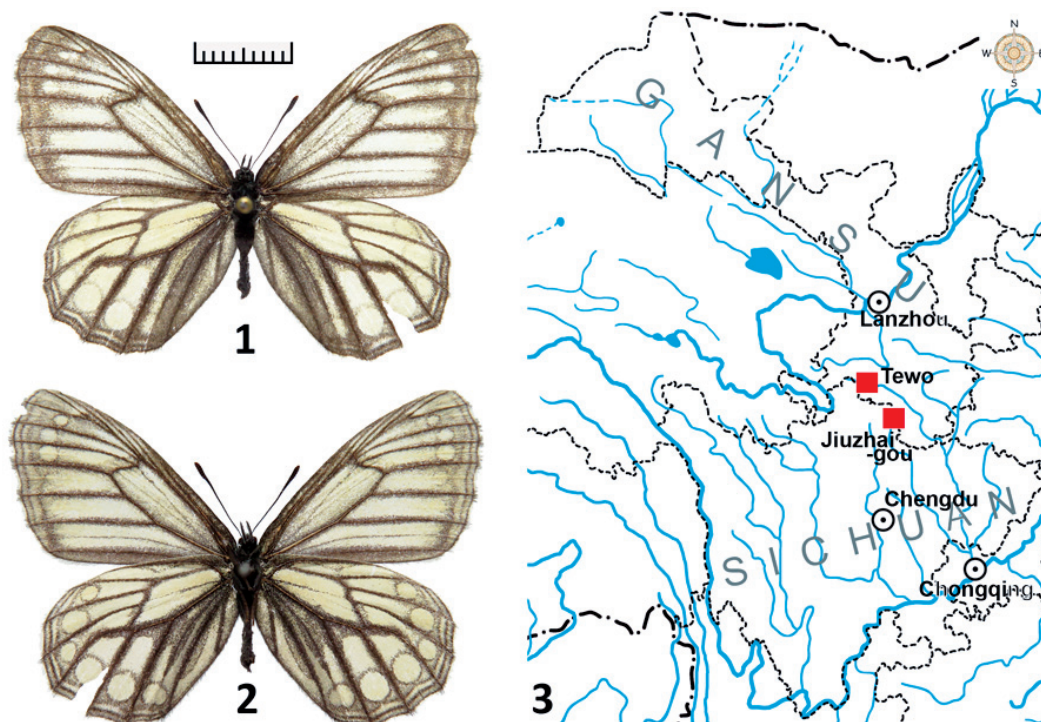 1
2
3
N
W
E
S
GANSU
Lanzhou
Tewo
Jiuzhai
-gou
Chengdu
SICHUAN
Chongqing